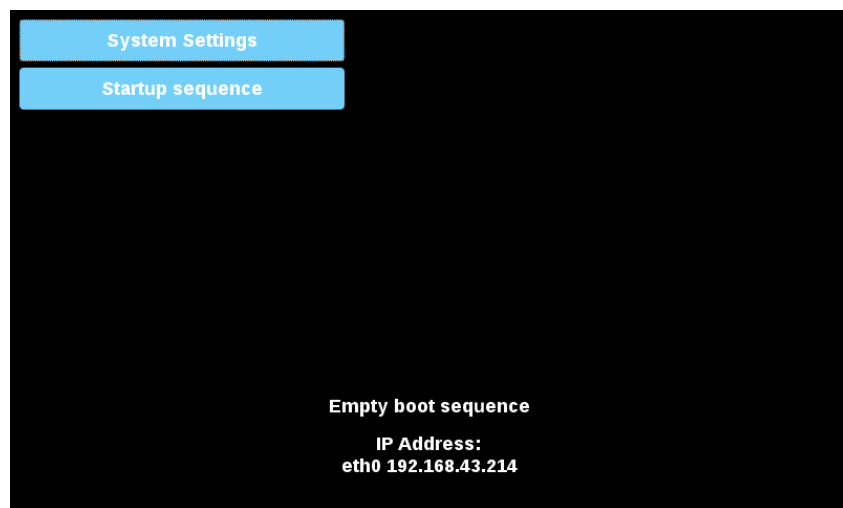 System Settings
Startup sequence
Empty boot sequence
IP Address:
eth0 192.168.43.214